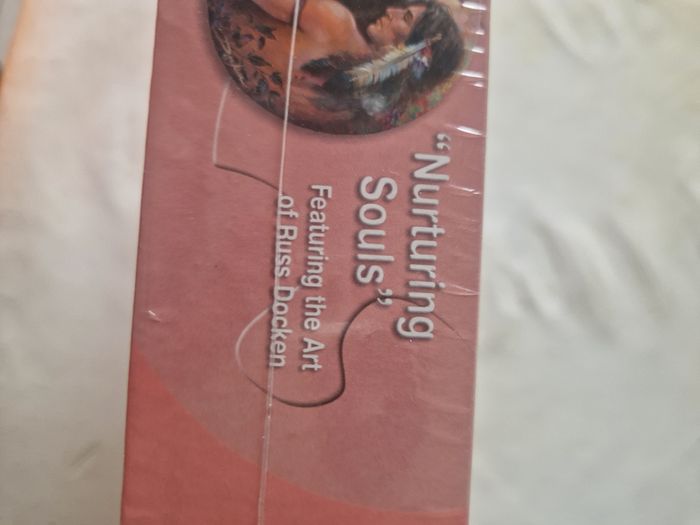 “Nurturing
Souls”
Featuring the Art
of Russ Docken